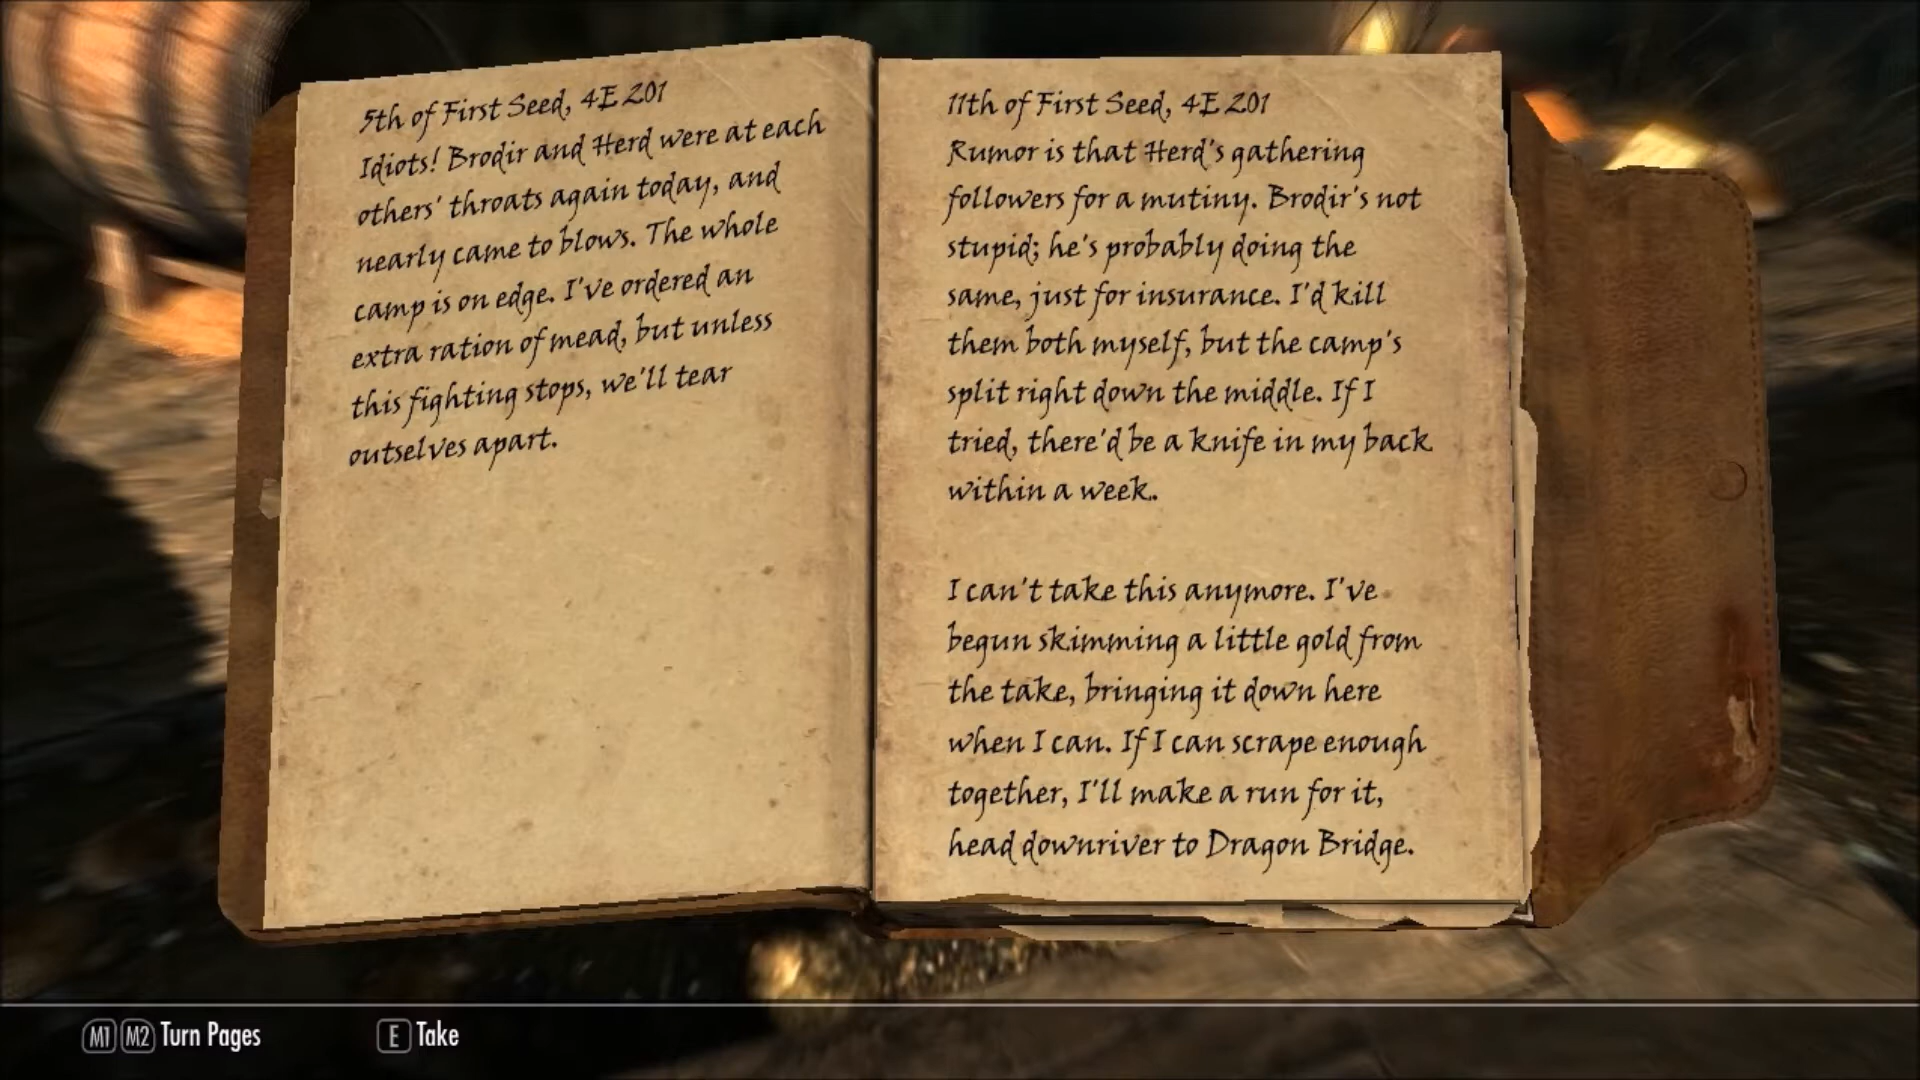 5th of First Seed, 4E 201
Idiots! Brodir and Herd were at each
others' throats again today, and
nearly came to blows. The whole
camp is on edge. I've ordered an
extra ration of mead, but unless
this fighting stops, we'll tear
outselves apart.
11th of First Seed, 4E 201
Rumor is that Herd's gathering
followers for a mutiny. Brodir's not
stupid; he's probably doing the
same, just for insurance. I'd kill
them both myself, but the camp's
split right down the middle. If I
tried, there'd be a knife in my back
within a week.
I can't take this anymore. I've
begun skimming a little gold from
the take, bringing it down here
when I can. If I can scrape enough
together, I'll make a run for it,
head downriver to Dragon Bridge.
M1 M2 Turn Pages E Take